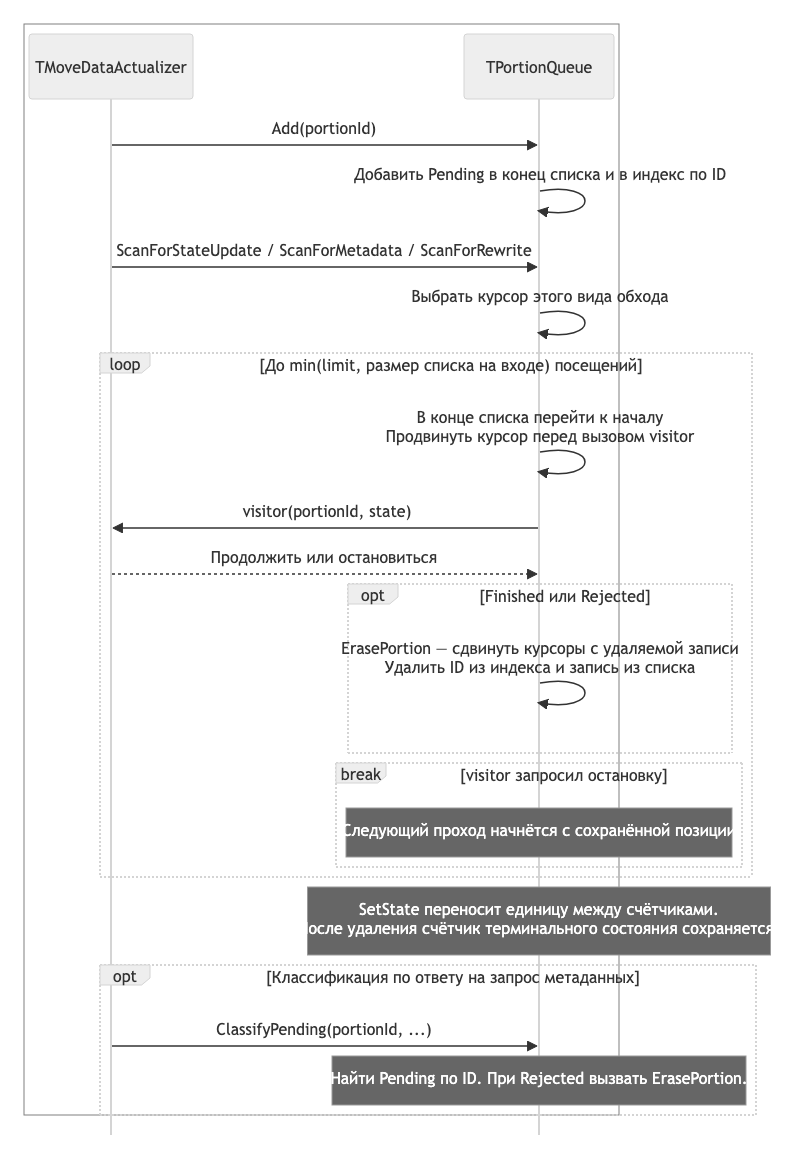 TMoveDataActualizer
TPortionQueue
Add(portionId)
Добавить Pending в конец списка и в индекс по ID
ScanForStateUpdate / ScanForMetadata / ScanForRewrite
Выбрать курсор этого вида обхода
loop
[До min(limit, размер списка на входе) посещений]
В конце списка перейти к началу
Продвинуть курсор перед вызовом visitor
visitor(portionId, state)
Продолжить или остановиться
opt
[Finished или Rejected]
ErasePortion — сдвинуть курсоры с удаляемой записи
Удалить ID из индекса и запись из списка
break
[visitor запросил остановку]
Следующий проход начнётся с сохранённой позиции
SetState переносит единицу между счётчиками.
осле удаления счётчик терминального состояния сохраняется
opt
[Классификация по ответу на запрос метаданных]
ClassifyPending(portionId, ...)
Найти Pending по ID. При Rejected вызвать ErasePortion.